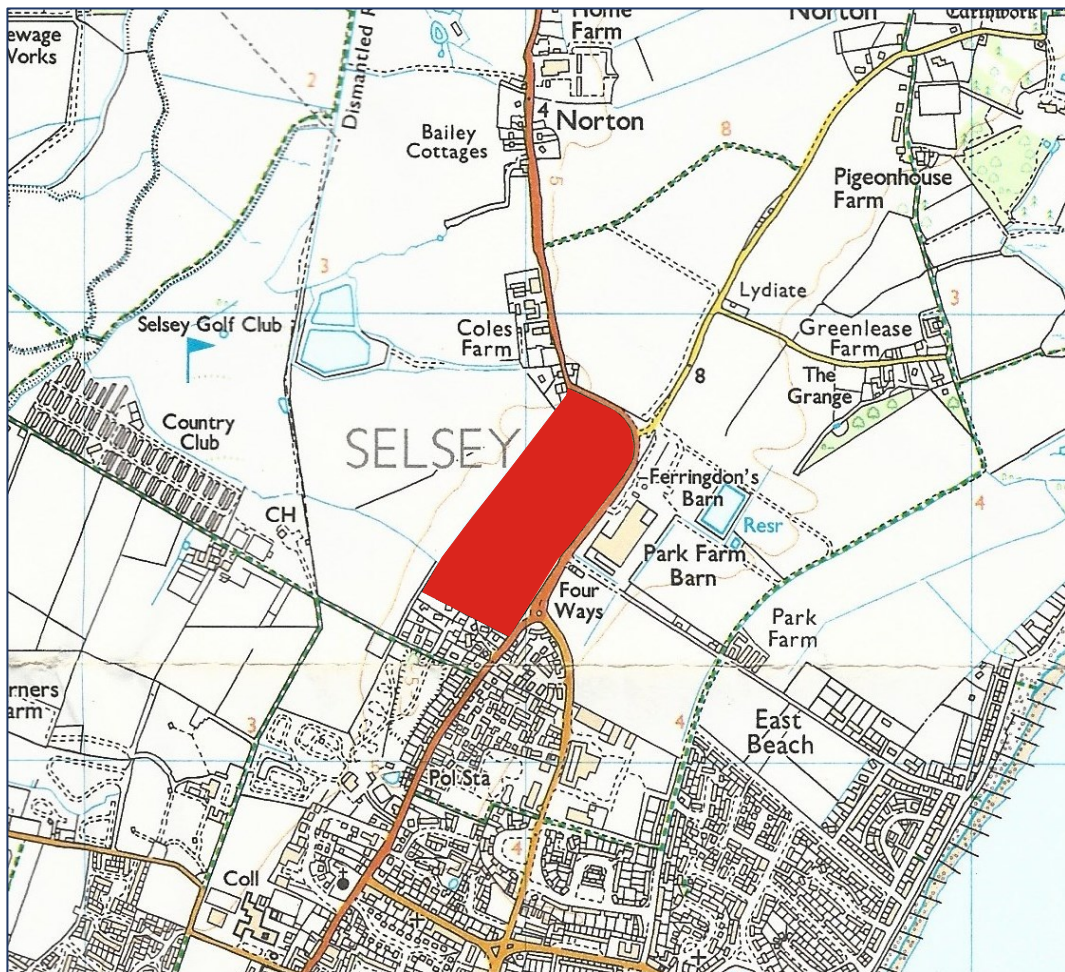 Home
Farm
Norton
Earthwork
ewage
Works
2
Dismantled R
4
Norton
Bailey
Cottages
8
5
Pigeonhouse
Farm
3
Lydiate
3
Selsey Golf Club
Coles
Farm
Greenlease
Farm
8
The
Grange
Country
Club
SELSEY
Ferringdon's
Barn
4
CH
Resr
Park Farm
Barn
Four
Ways
Park
Farm
5
rners
arm
3
4
East
Beach
Pol Sta
4
Coll